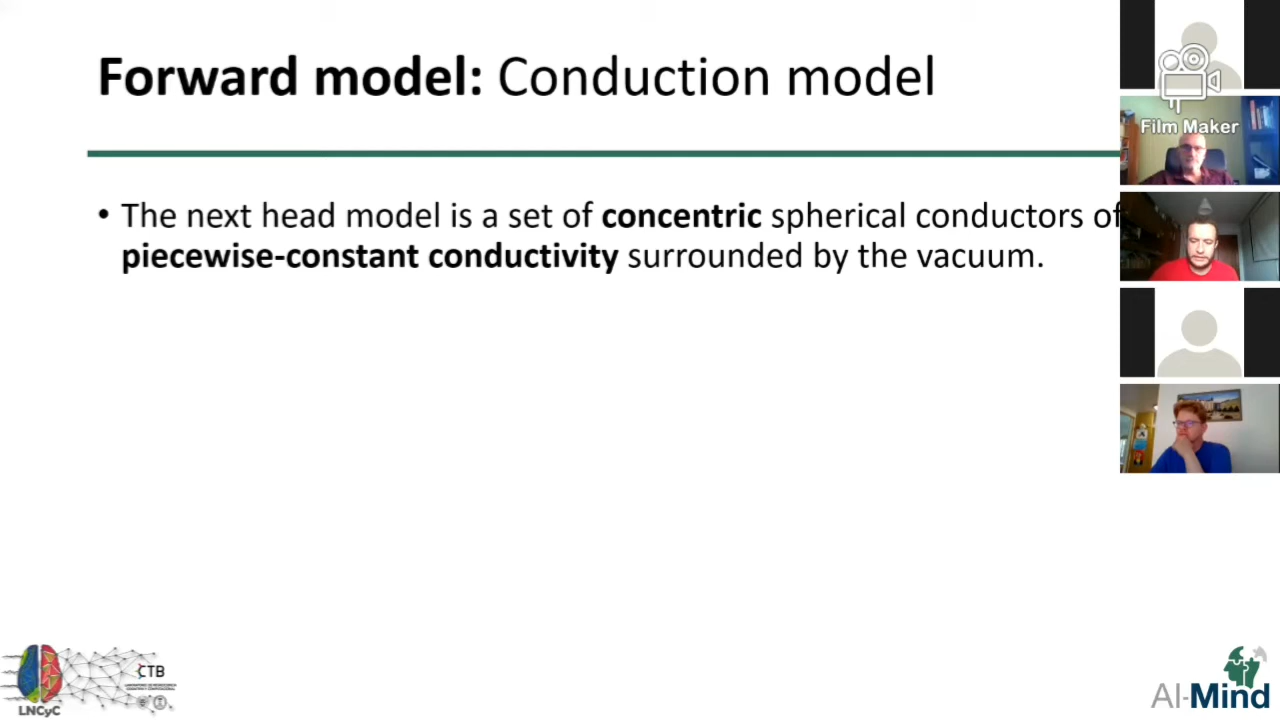 Forward model: Conduction model
Film Maker
• The next head model is a set of concentric spherical conductors of
piecewise-constant conductivity surrounded by the vacuum.
CTB
LNCyC
AI-Mind